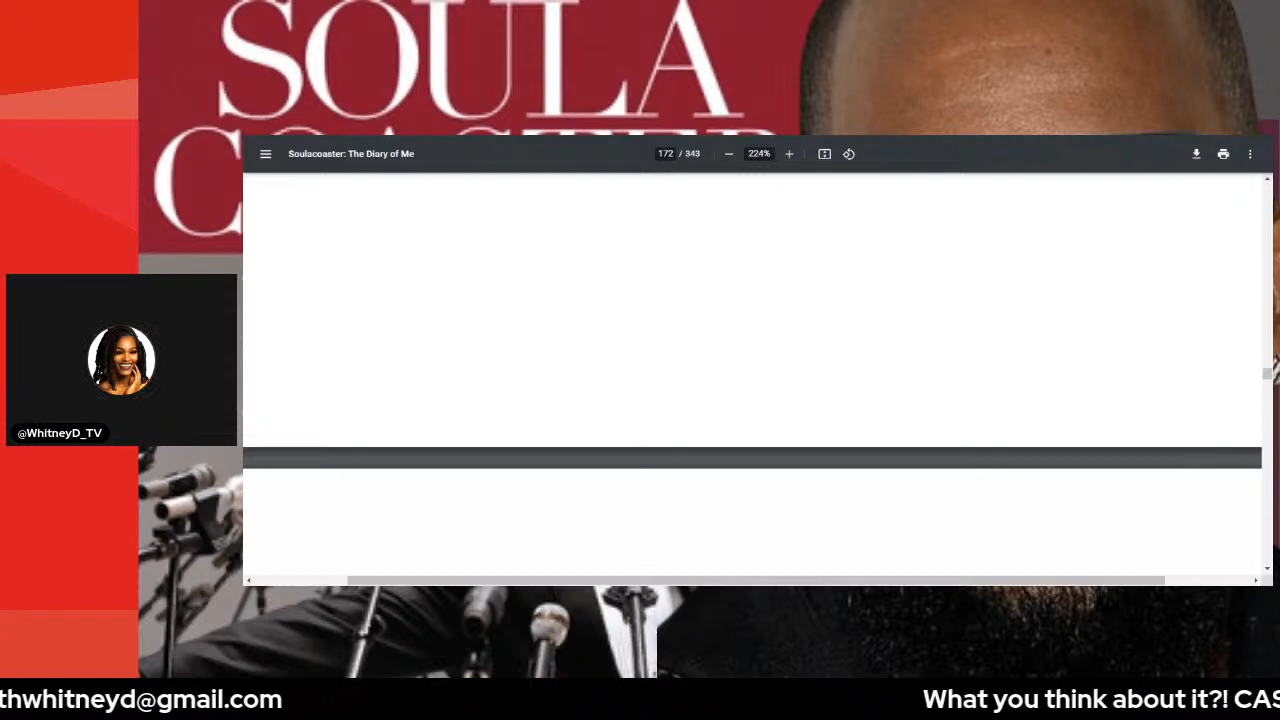 SOULA
COASTER
Soulacoaster: The Diary of Me
172 / 343
224%
@WhitneyD_TV
thwhitneyd@gmail.com
What you think about it?! CAS